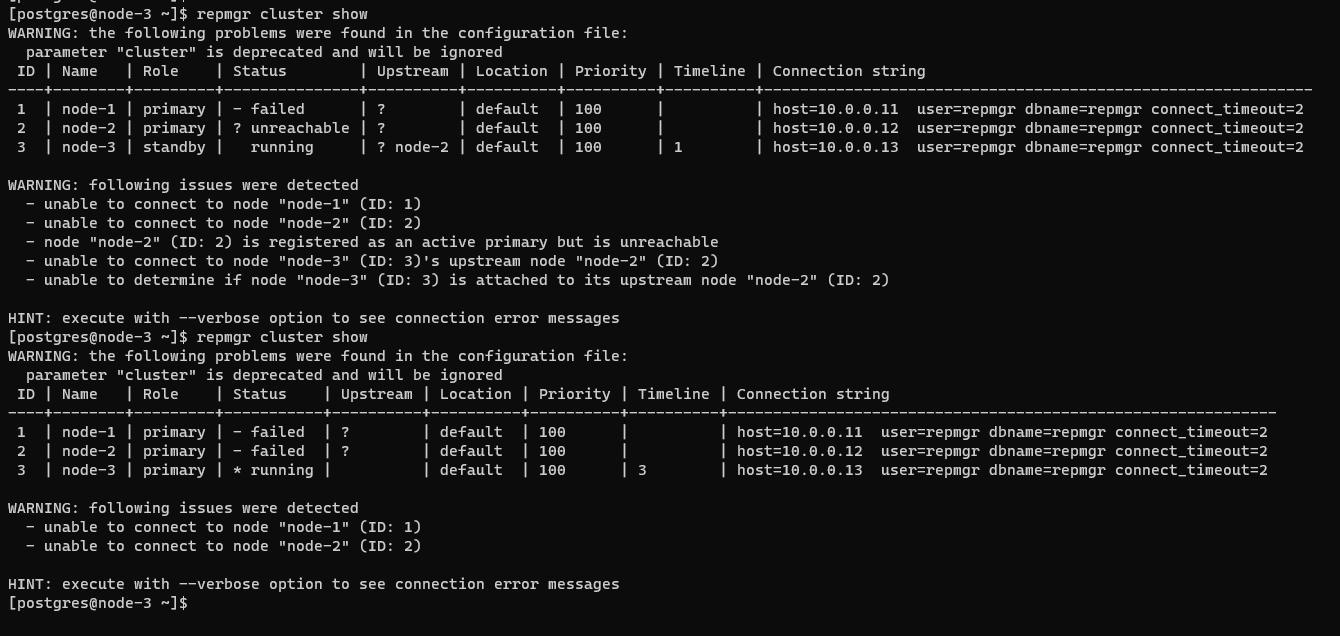 [postgres@node-3 ~]$ repmgr cluster show
WARNING: the following problems were found in the configuration file:
  parameter "cluster" is deprecated and will be ignored
 ID | Name   | Role    | Status        | Upstream | Location | Priority | Timeline | Connection string
----+--------+---------+---------------+----------+----------+----------+----------+-------------------------------------------------------------
 1  | node-1 | primary | - failed      | ?        | default  | 100      |          | host=10.0.0.11  user=repmgr dbname=repmgr connect_timeout=2
 2  | node-2 | primary | ? unreachable | ?        | default  | 100      |          | host=10.0.0.12  user=repmgr dbname=repmgr connect_timeout=2
 3  | node-3 | standby |   running     | ? node-2 | default  | 100      | 1        | host=10.0.0.13  user=repmgr dbname=repmgr connect_timeout=2
WARNING: following issues were detected
  - unable to connect to node "node-1" (ID: 1)
  - unable to connect to node "node-2" (ID: 2)
  - node "node-2" (ID: 2) is registered as an active primary but is unreachable
  - unable to connect to node "node-3" (ID: 3)'s upstream node "node-2" (ID: 2)
  - unable to determine if node "node-3" (ID: 3) is attached to its upstream node "node-2" (ID: 2)
HINT: execute with --verbose option to see connection error messages
[postgres@node-3 ~]$ repmgr cluster show
WARNING: the following problems were found in the configuration file:
  parameter "cluster" is deprecated and will be ignored
 ID | Name   | Role    | Status    | Upstream | Location | Priority | Timeline | Connection string
----+--------+---------+-----------+----------+----------+----------+----------+-------------------------------------------------------------
 1  | node-1 | primary | - failed  | ?        | default  | 100      |          | host=10.0.0.11  user=repmgr dbname=repmgr connect_timeout=2
 2  | node-2 | primary | - failed  | ?        | default  | 100      |          | host=10.0.0.12  user=repmgr dbname=repmgr connect_timeout=2
 3  | node-3 | primary | * running |          | default  | 100      | 3        | host=10.0.0.13  user=repmgr dbname=repmgr connect_timeout=2
WARNING: following issues were detected
  - unable to connect to node "node-1" (ID: 1)
  - unable to connect to node "node-2" (ID: 2)
HINT: execute with --verbose option to see connection error messages
[postgres@node-3 ~]$